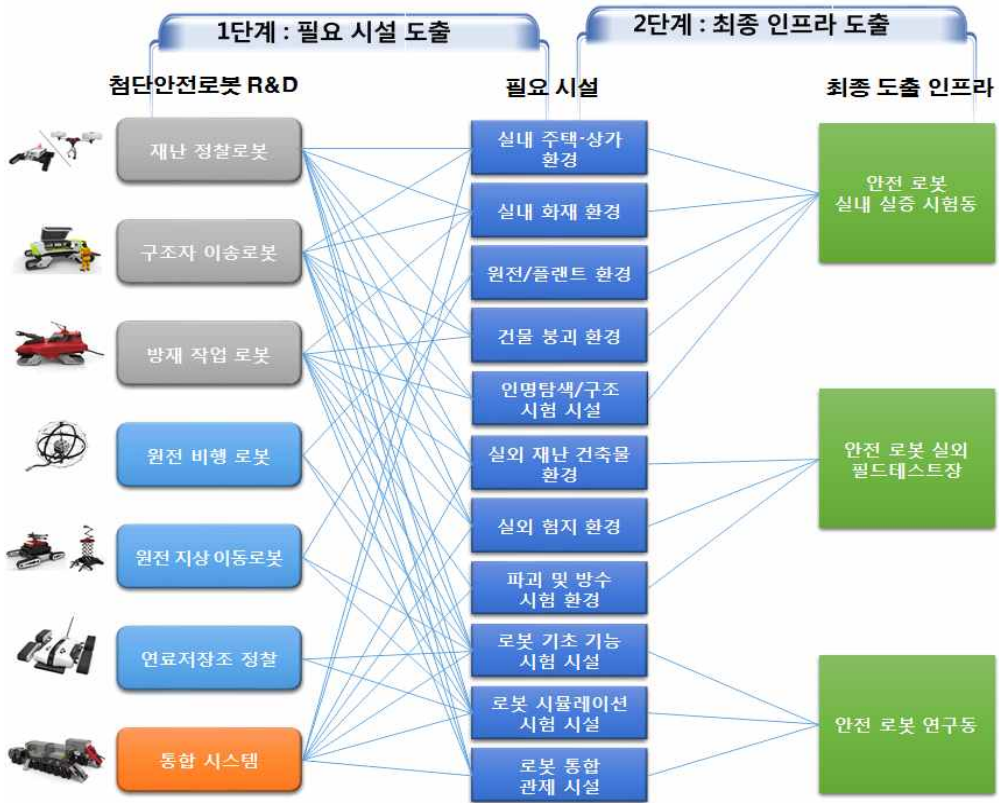 1단계 : 필요 시설 도출
2단계 : 최종 인프라 도출
첨단안전로봇 R&D
필요 시설
최종 도출 인프라
재난 정찰로봇
구조자 이송로봇
방재 작업 로봇
원전 비행 로봇
원전 지상 이동로봇
연료저장조 정찰
통합 시스템
실내 주택·상가
환경
실내 화재 환경
원전/플랜트 환경
건물 붕괴 환경
인명탐색/구조
시험 시설
실외 재난 건축물
환경
실외 험지 환경
파괴 및 방수
시험 환경
로봇 기초 기능
시험 시설
로봇 시뮬레이션
시험 시설
로봇 통합
관제 시설
안전 로봇
실내 실증 시험동
안전 로봇 실외
필드테스트장
안전 로봇 연구동